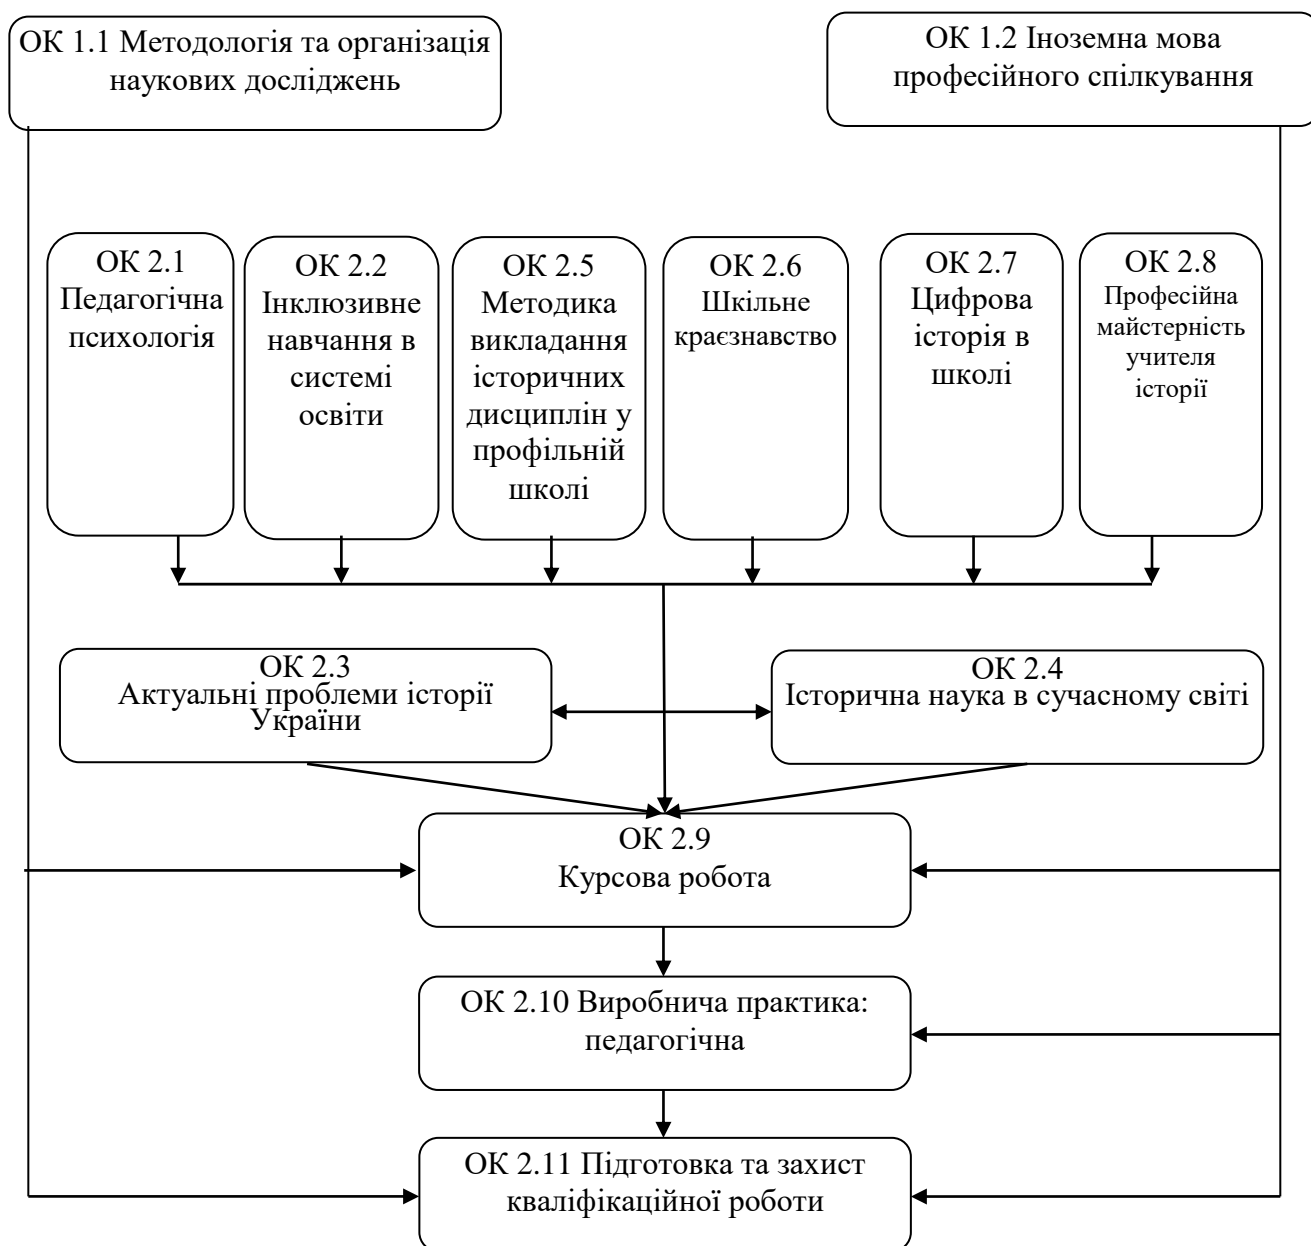 ОК 1.1 Методологія та організація
наукових досліджень
ОК 1.2 Іноземна мова
професійного спілкування
ОК 2.1
Педагогічна
психологія
ОК 2.2
Інклюзивне
навчання в
системі
освіти
ОК 2.5
Методика
викладання
історичних
дисциплін у
профільній
школі
ОК 2.6
Шкільне
краєзнавство
ОК 2.7
Цифрова
історія в
школі
ОК 2.8
Професійна
майстерність
учителя
історії
ОК 2.3
Актуальні проблеми історії
України
ОК 2.4
Історична наука в сучасному світі
ОК 2.9
Курсова робота
ОК 2.10 Виробнича практика:
педагогічна
ОК 2.11 Підготовка та захист
кваліфікаційної роботи